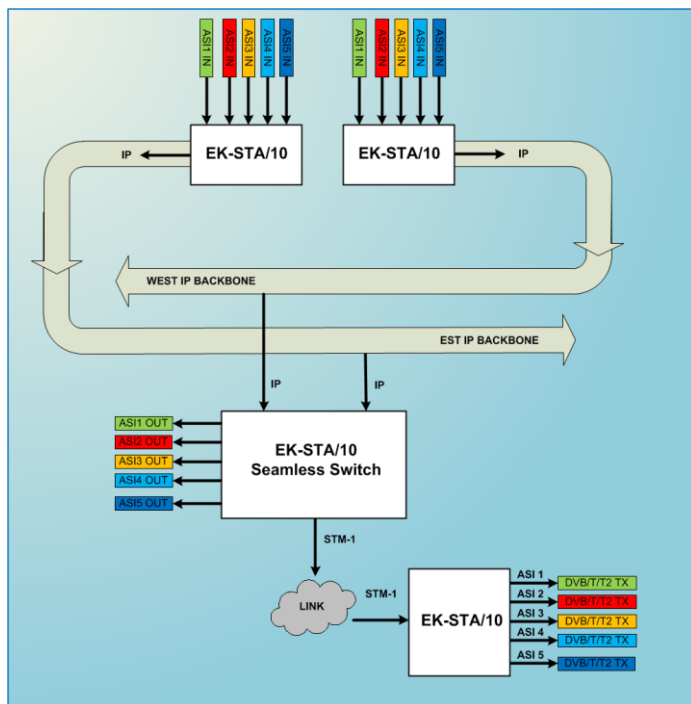 ASI1 IN
ASI2 IN
ASI3 IN
ASI4 IN
ASI5 IN
ASI1 IN
ASI2 IN
ASI3 IN
ASI4 IN
ASI5 IN
IP
EK-STA/10
EK-STA/10
IP
WEST IP BACKBONE
EST IP BACKBONE
IP
IP
ASI1 OUT
ASI2 OUT
ASI3 OUT
ASI4 OUT
ASI5 OUT
EK-STA/10
Seamless Switch
STM-1
LINK
STM-1
EK-STA/10
ASI 1
DVB/T/T2 TX
ASI 2
DVB/T/T2 TX
ASI 3
DVB/T/T2 TX
ASI 4
DVB/T/T2 TX
ASI 5
DVB/T/T2 TX